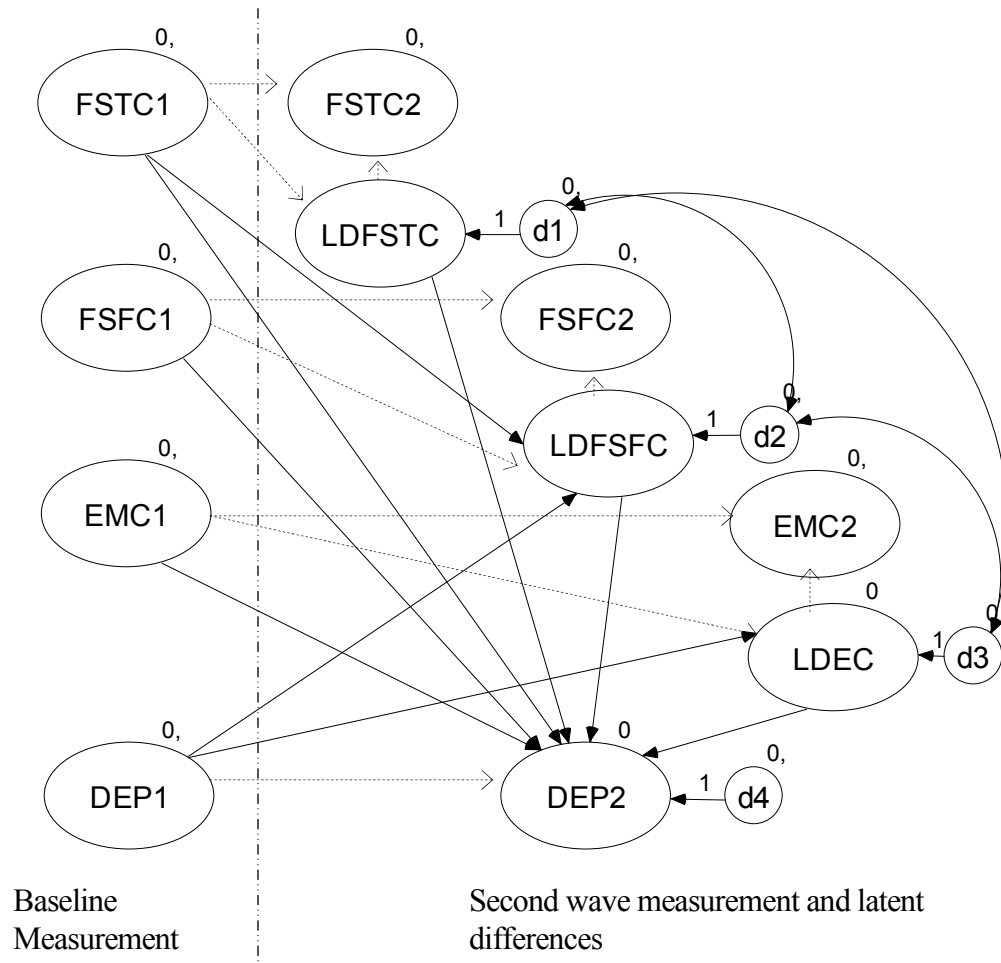 0,
0,
FSTC1
FSTC2
0,
1
d1
LDFSTC
0,
0,
FSFC1
FSFC2
0,
1
d2
LDFSFC
0,
0,
EMC1
EMC2
0
0,
1
d3
LDEC
0,
0
0,
1
DEP1
DEP2
d4
Baseline
Measurement
Second wave measurement and latent
differences